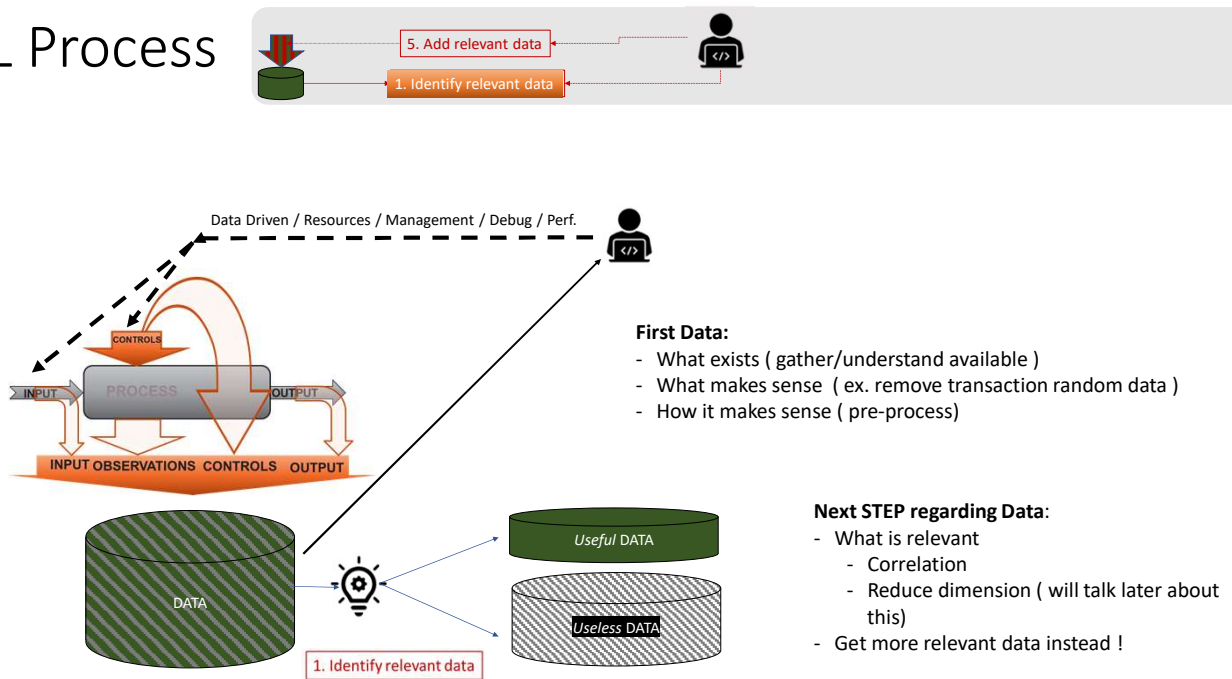 L Process
5. Add relevant data
</>
1. Identify relevant data
Data Driven / Resources / Management / Debug / Perf.
</>
CONTROLS
INPUT
PROCESS
OUTPUT
INPUT OBSERVATIONS CONTROLS OUTPUT
First Data:
- What exists ( gather/understand available )
- What makes sense ( ex. remove transaction random data )
- How it makes sense ( pre-process)
DATA
Useful DATA
Useless DATA
1. Identify relevant data
Next STEP regarding Data:
- What is relevant
- Correlation
- Reduce dimension ( will talk later about
this)
- Get more relevant data instead !